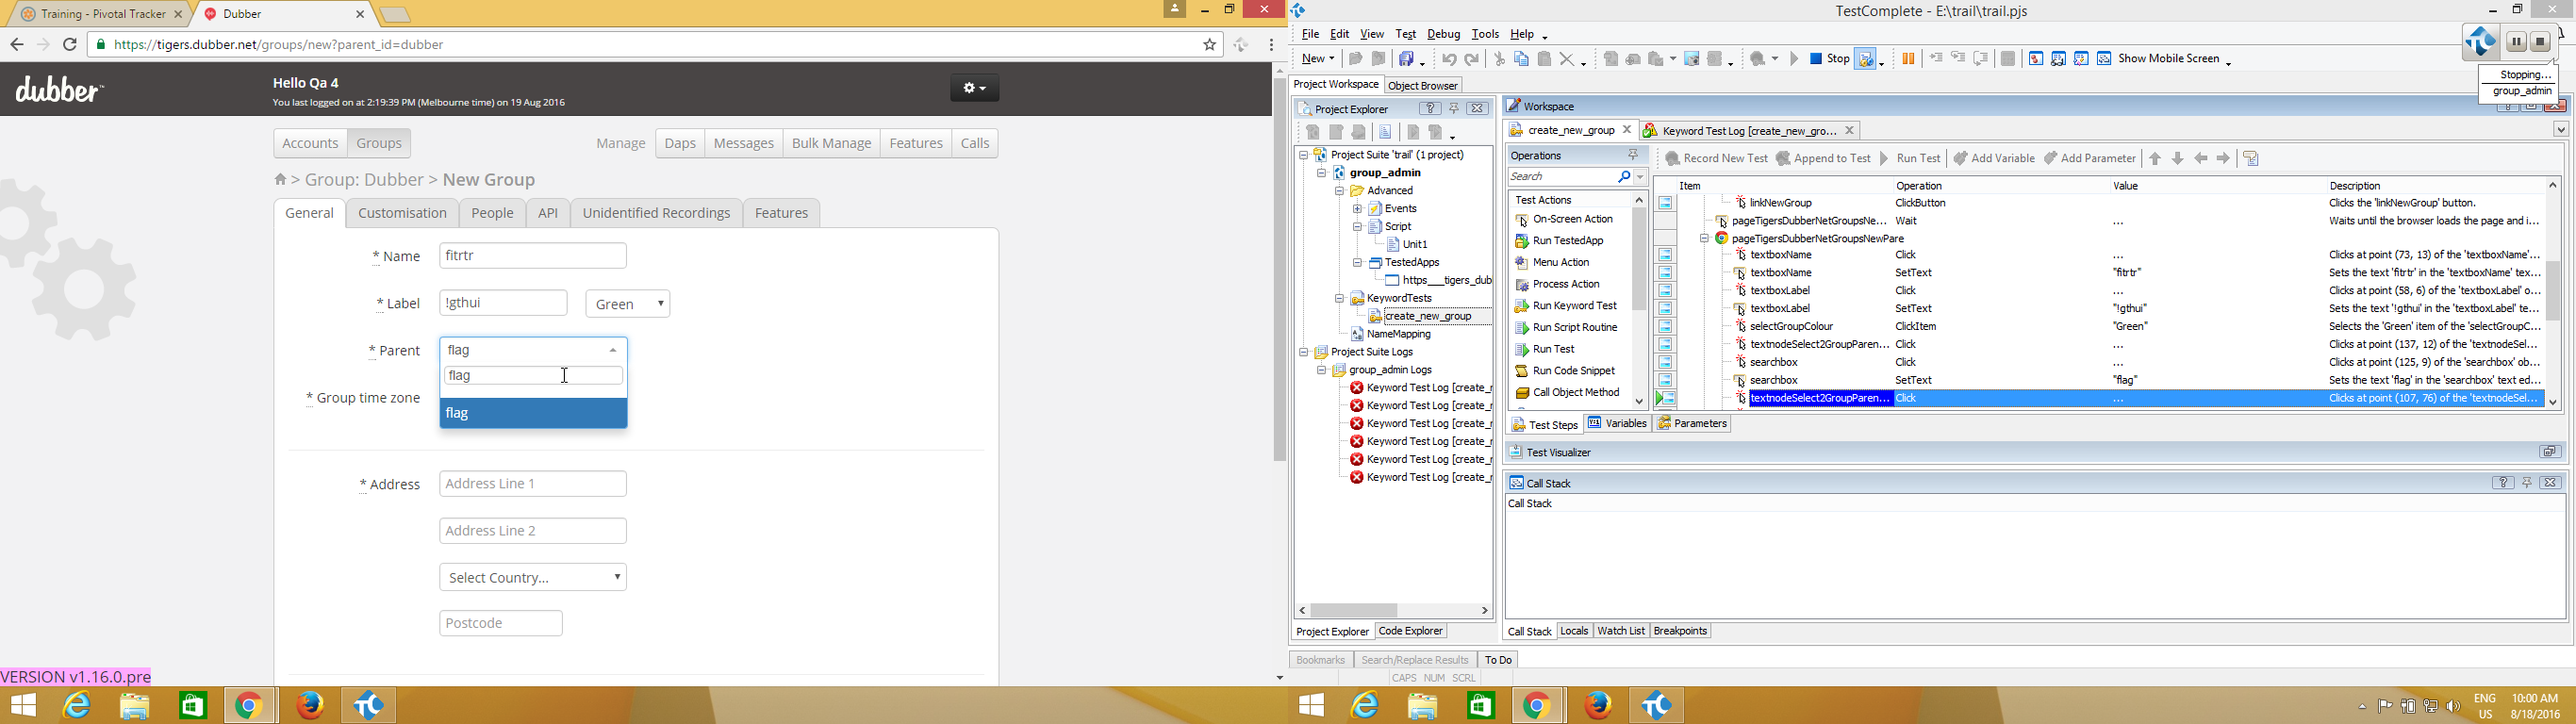 Training - Pivotal Tracker
Dubber
https://tigers.dubber.net/groups/new?parent_id=dubber
dubber
Hello Qa 4
You last logged on at 2:19:39 PM (Melbourne time) on 19 Aug 2016
Accounts
Groups
Manage
Daps
Messages
Bulk Manage
Features
Calls
> Group: Dubber > New Group
General
Customisation
People
API
Unidentified Recordings
Features
* Name
fitrtr
* Label
!gthui
Green
* Parent
flag
flag
* Group time zone
flag
* Address
Address Line 1
Address Line 2
Select Country...
Postcode
VERSION v1.16.0.pre
TestComplete - E:\trail\trail.pjs
File Edit View Test Debug Tools Help
New
Stop
Show Mobile Screen
Stopping...
group_admin
Project Workspace
Object Browser
Project Explorer
Project Suite 'trail' (1 project)
group_admin
Advanced
Events
Script
Unit1
TestedApps
https___tigers_dub
KeywordTests
create_new_group
NameMapping
Project Suite Logs
group_admin Logs
Keyword Test Log [create_r
Keyword Test Log [create_r
Keyword Test Log [create_r
Keyword Test Log [create_r
Keyword Test Log [create_r
Keyword Test Log [create_r
Project Explorer
Code Explorer
Workspace
create_new_group
Keyword Test Log [create_new_gro...
Operations
Search
Test Actions
On-Screen Action
Run TestedApp
Menu Action
Process Action
Run Keyword Test
Run Script Routine
Run Test
Run Code Snippet
Call Object Method
Record New Test
Append to Test
Run Test
Add Variable
Add Parameter
Item Operation Value Description
linkNewGroup ClickButton Clicks the 'linkNewGroup' button.
pageTigersDubberNetGroupsNe... Wait ... Waits until the browser loads the page and i...
pageTigersDubberNetGroupsNewPare
textboxName Click ... Clicks at point (73, 13) of the 'textboxName'...
textboxName SetText "fitrtr" Sets the text 'fitrtr' in the 'textboxName' tex...
textboxLabel Click ... Clicks at point (58, 6) of the 'textboxLabel' o...
textboxLabel SetText "!gthui" Sets the text '!gthui' in the 'textboxLabel' te...
selectGroupColour ClickItem "Green" Selects the 'Green' item of the 'selectGroupC...
textnodeSelect2GroupParen... Click ... Clicks at point (137, 12) of the 'textnodeSel...
searchbox Click ... Clicks at point (125, 9) of the 'searchbox' ob...
searchbox SetText "flag" Sets the text 'flag' in the 'searchbox' text ed...
textnodeSelect2GroupParen... Click ... Clicks at point (107, 76) of the 'textnodeSel...
Test Steps
Variables
Parameters
Test Visualizer
Call Stack
Call Stack
Call Stack
Locals
Watch List
Breakpoints
Bookmarks
Search/Replace Results
To Do
CAPS NUM SCRL
ENG
US
10:00 AM
8/18/2016